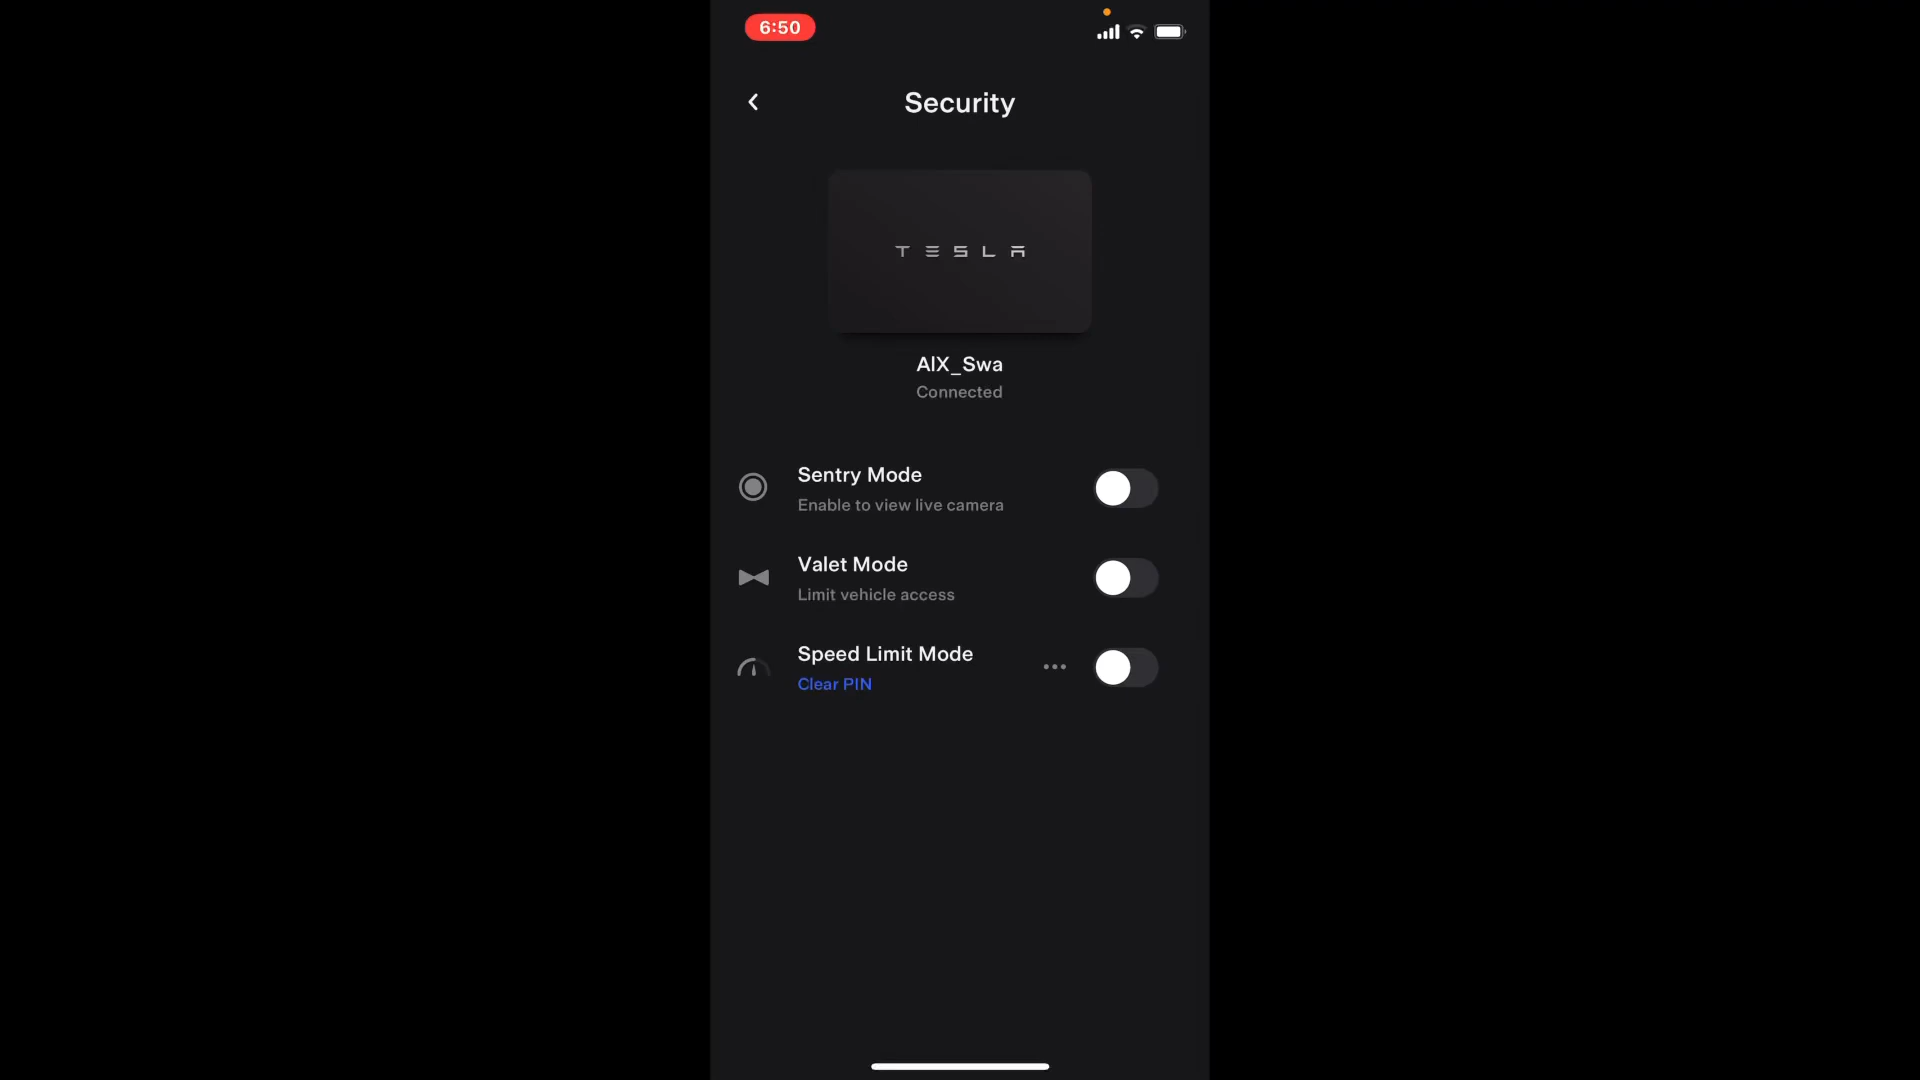 6:50
Security
TESLA
AlX_Swa
Connected
Sentry Mode
Enable to view live camera
Valet Mode
Limit vehicle access
Speed Limit Mode
Clear PIN